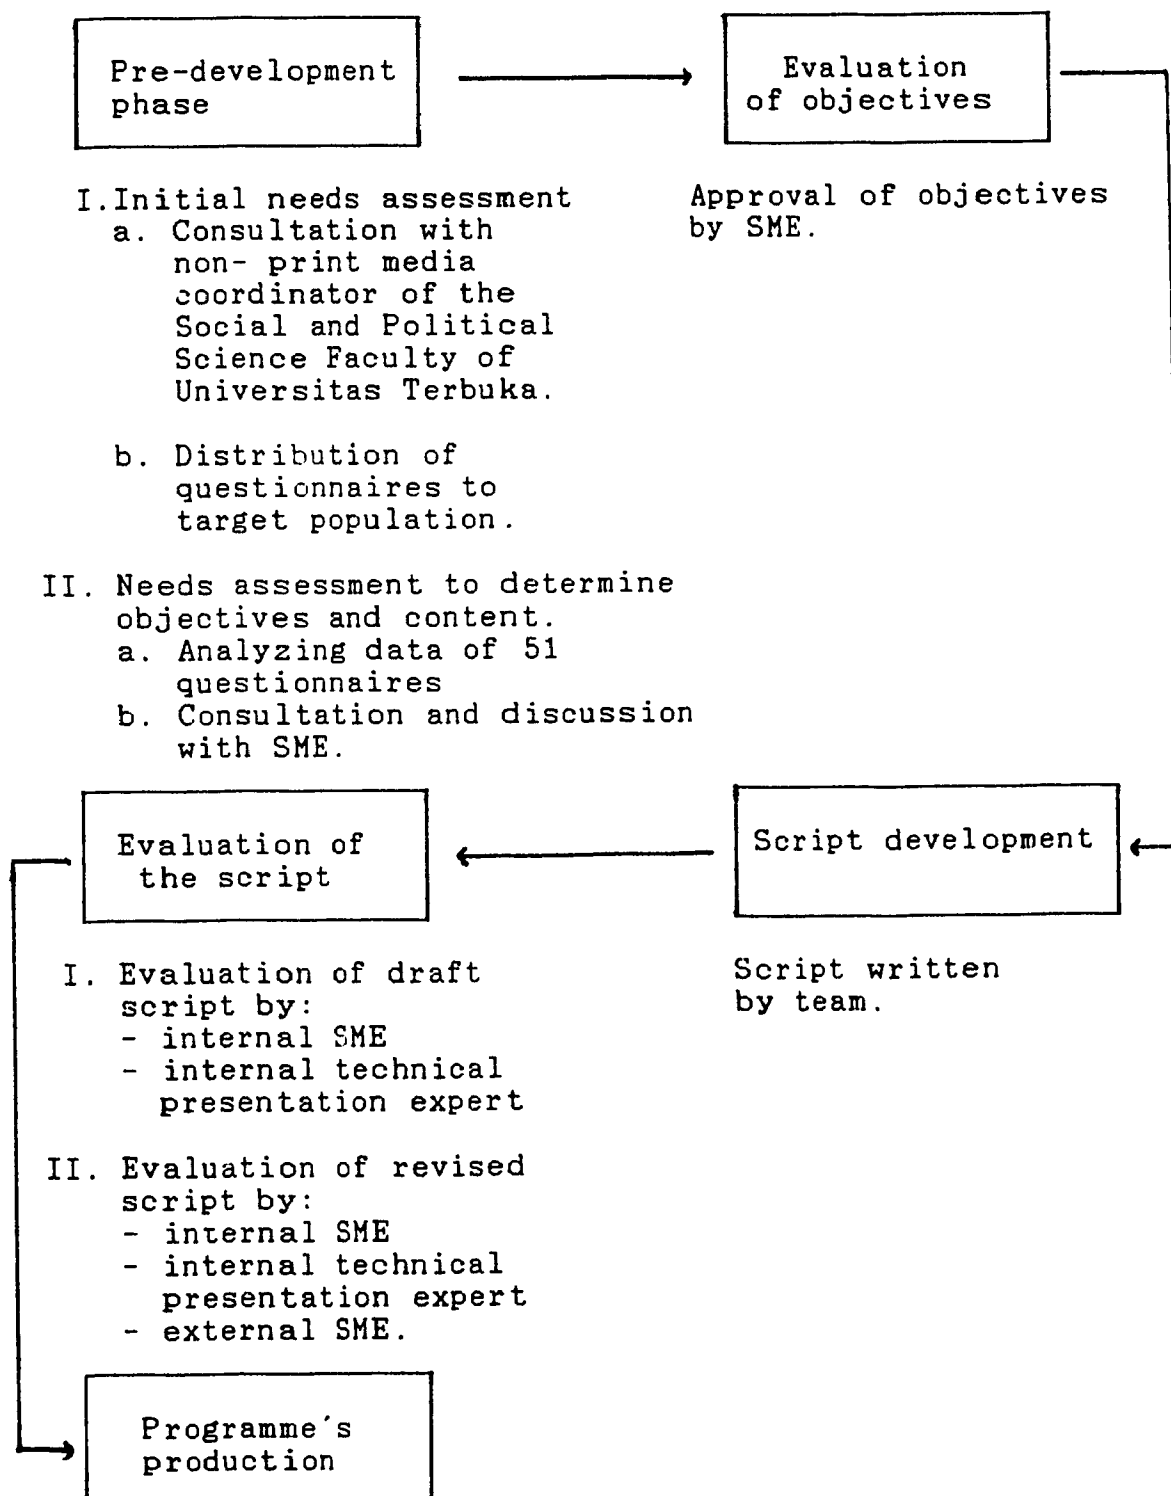 Pre-development
phase
Evaluation
of objectives
I.Initial needs assessment
a. Consultation with
non- print media
coordinator of the
Social and Political
Science Faculty of
Universitas Terbuka.
b. Distribution of
questionnaires to
target population.
Approval of objectives
by SME.
II. Needs assessment to determine
objectives and content.
a. Analyzing data of 51
questionnaires
b. Consultation and discussion
with SME.
Evaluation of
the script
Script development
I. Evaluation of draft
script by:
- internal SME
- internal technical
presentation expert
Script written
by team.
II. Evaluation of revised
script by:
- internal SME
- internal technical
presentation expert
- external SME.
Programme's
production